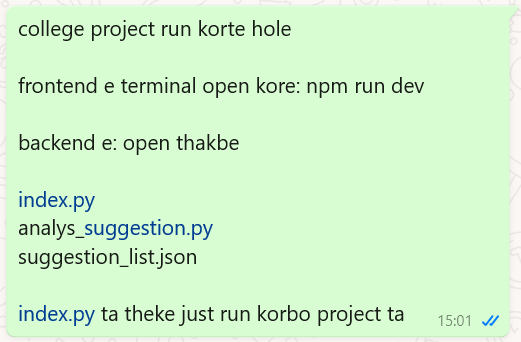 college project run korte hole
frontend e terminal open kore: npm run dev
backend e: open thakbe
index.py
analys_suggestion.py
suggestion_list.json
index.py ta theke just run korbo project ta
15:01